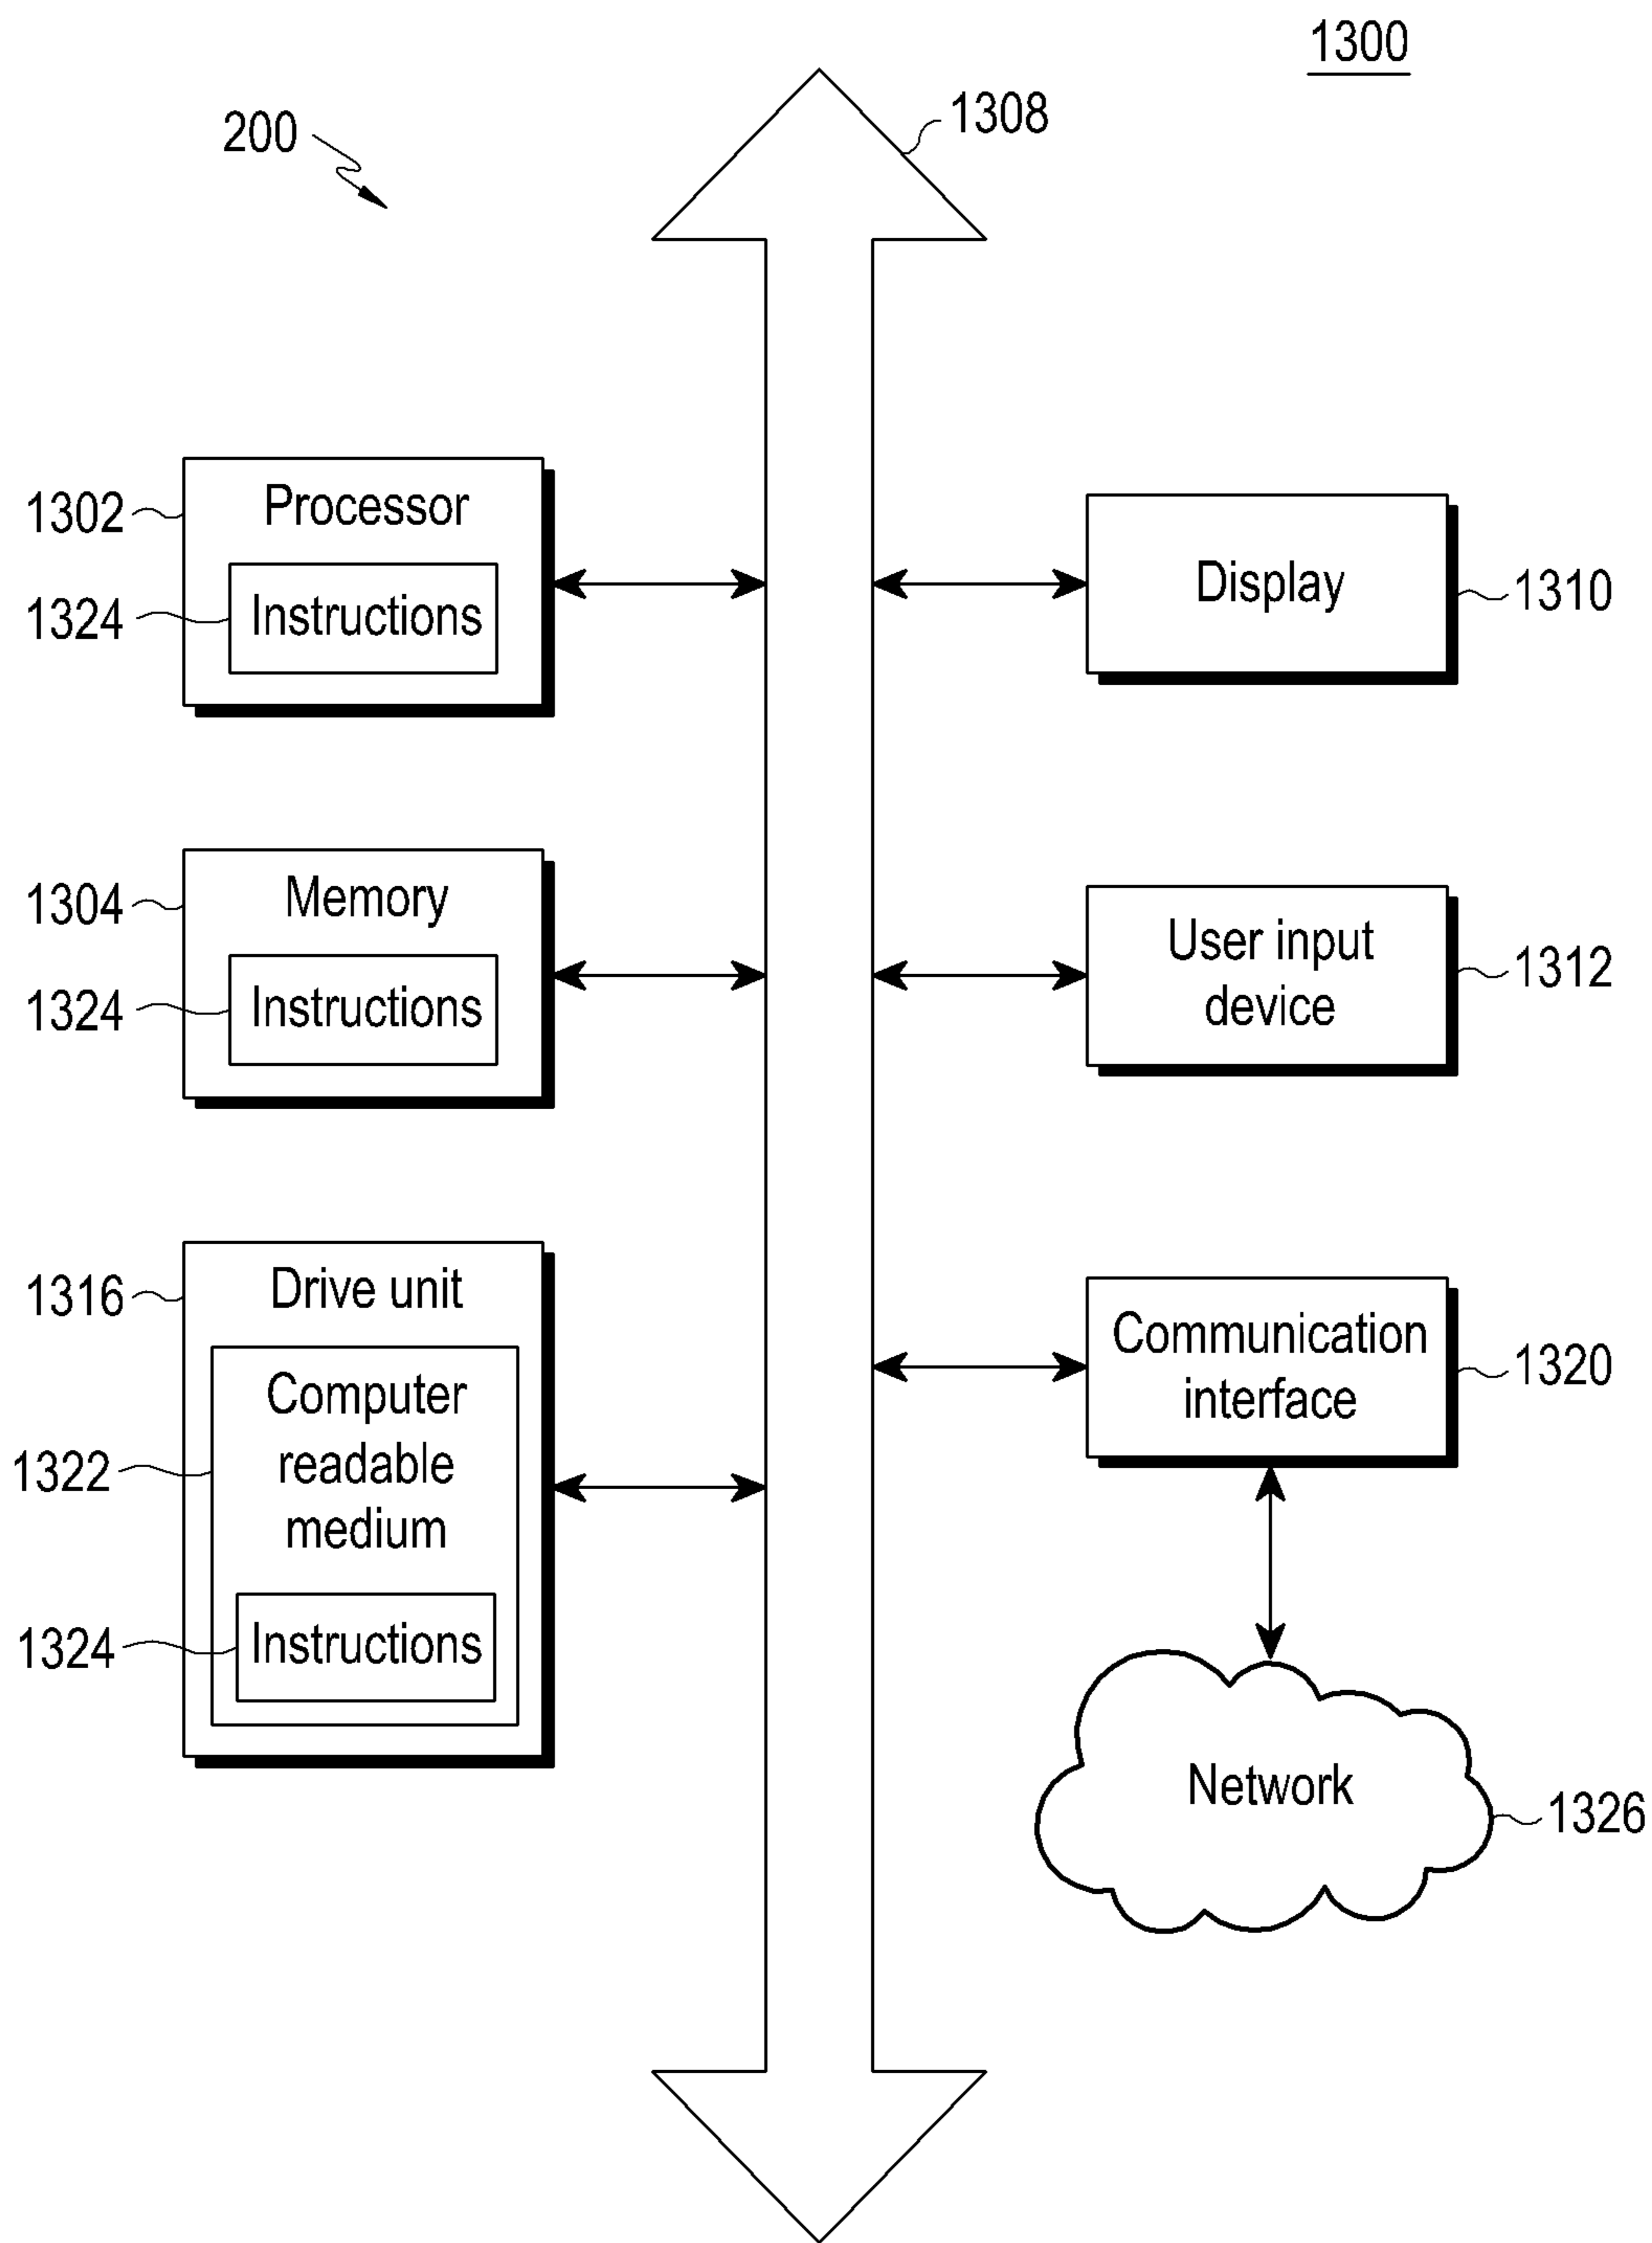 1300
200
1308
1302
Processor
1324
Instructions
Display
1310
1304
Memory
1324
Instructions
User input
device
1312
1316
Drive unit
1322
Computer
readable
medium
1324
Instructions
Communication
interface
1320
Network
1326